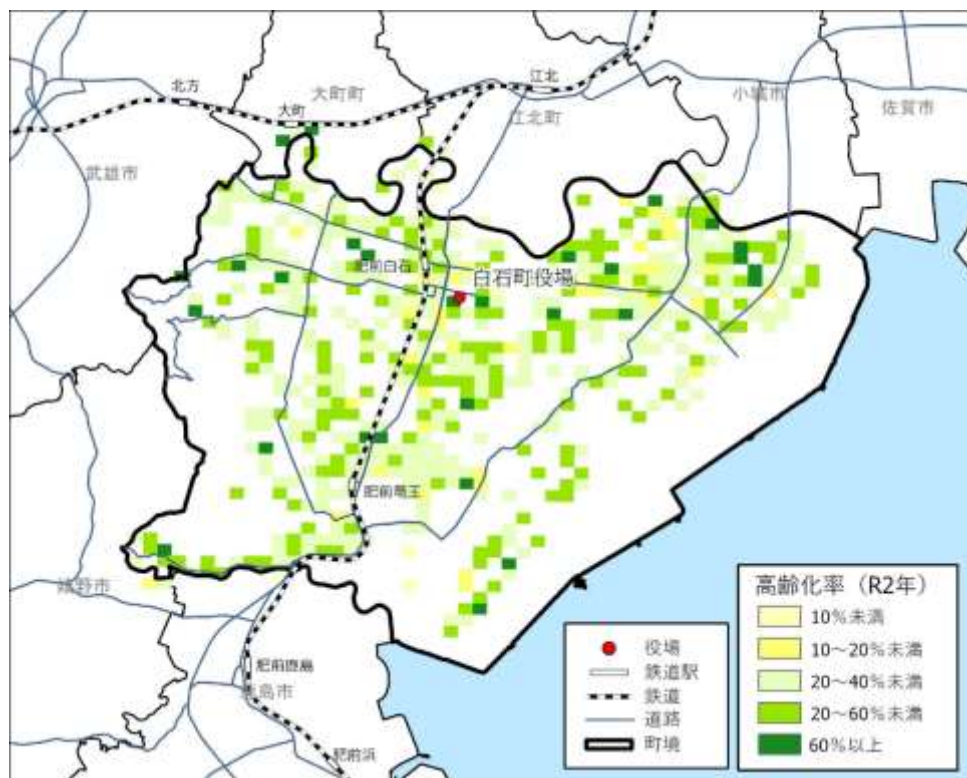 北方
大町
大町町
江北
江北町
小城市
佐賀市
武雄市
肥前白石
白石町役場
肥前竜王
嬉野市
肥前鹿島
鹿島市
肥前浜
役場
鉄道駅
鉄道
道路
町境
高齢化率（R2年）
10％未満
10～20％未満
20～40％未満
20～60％未満
60％以上